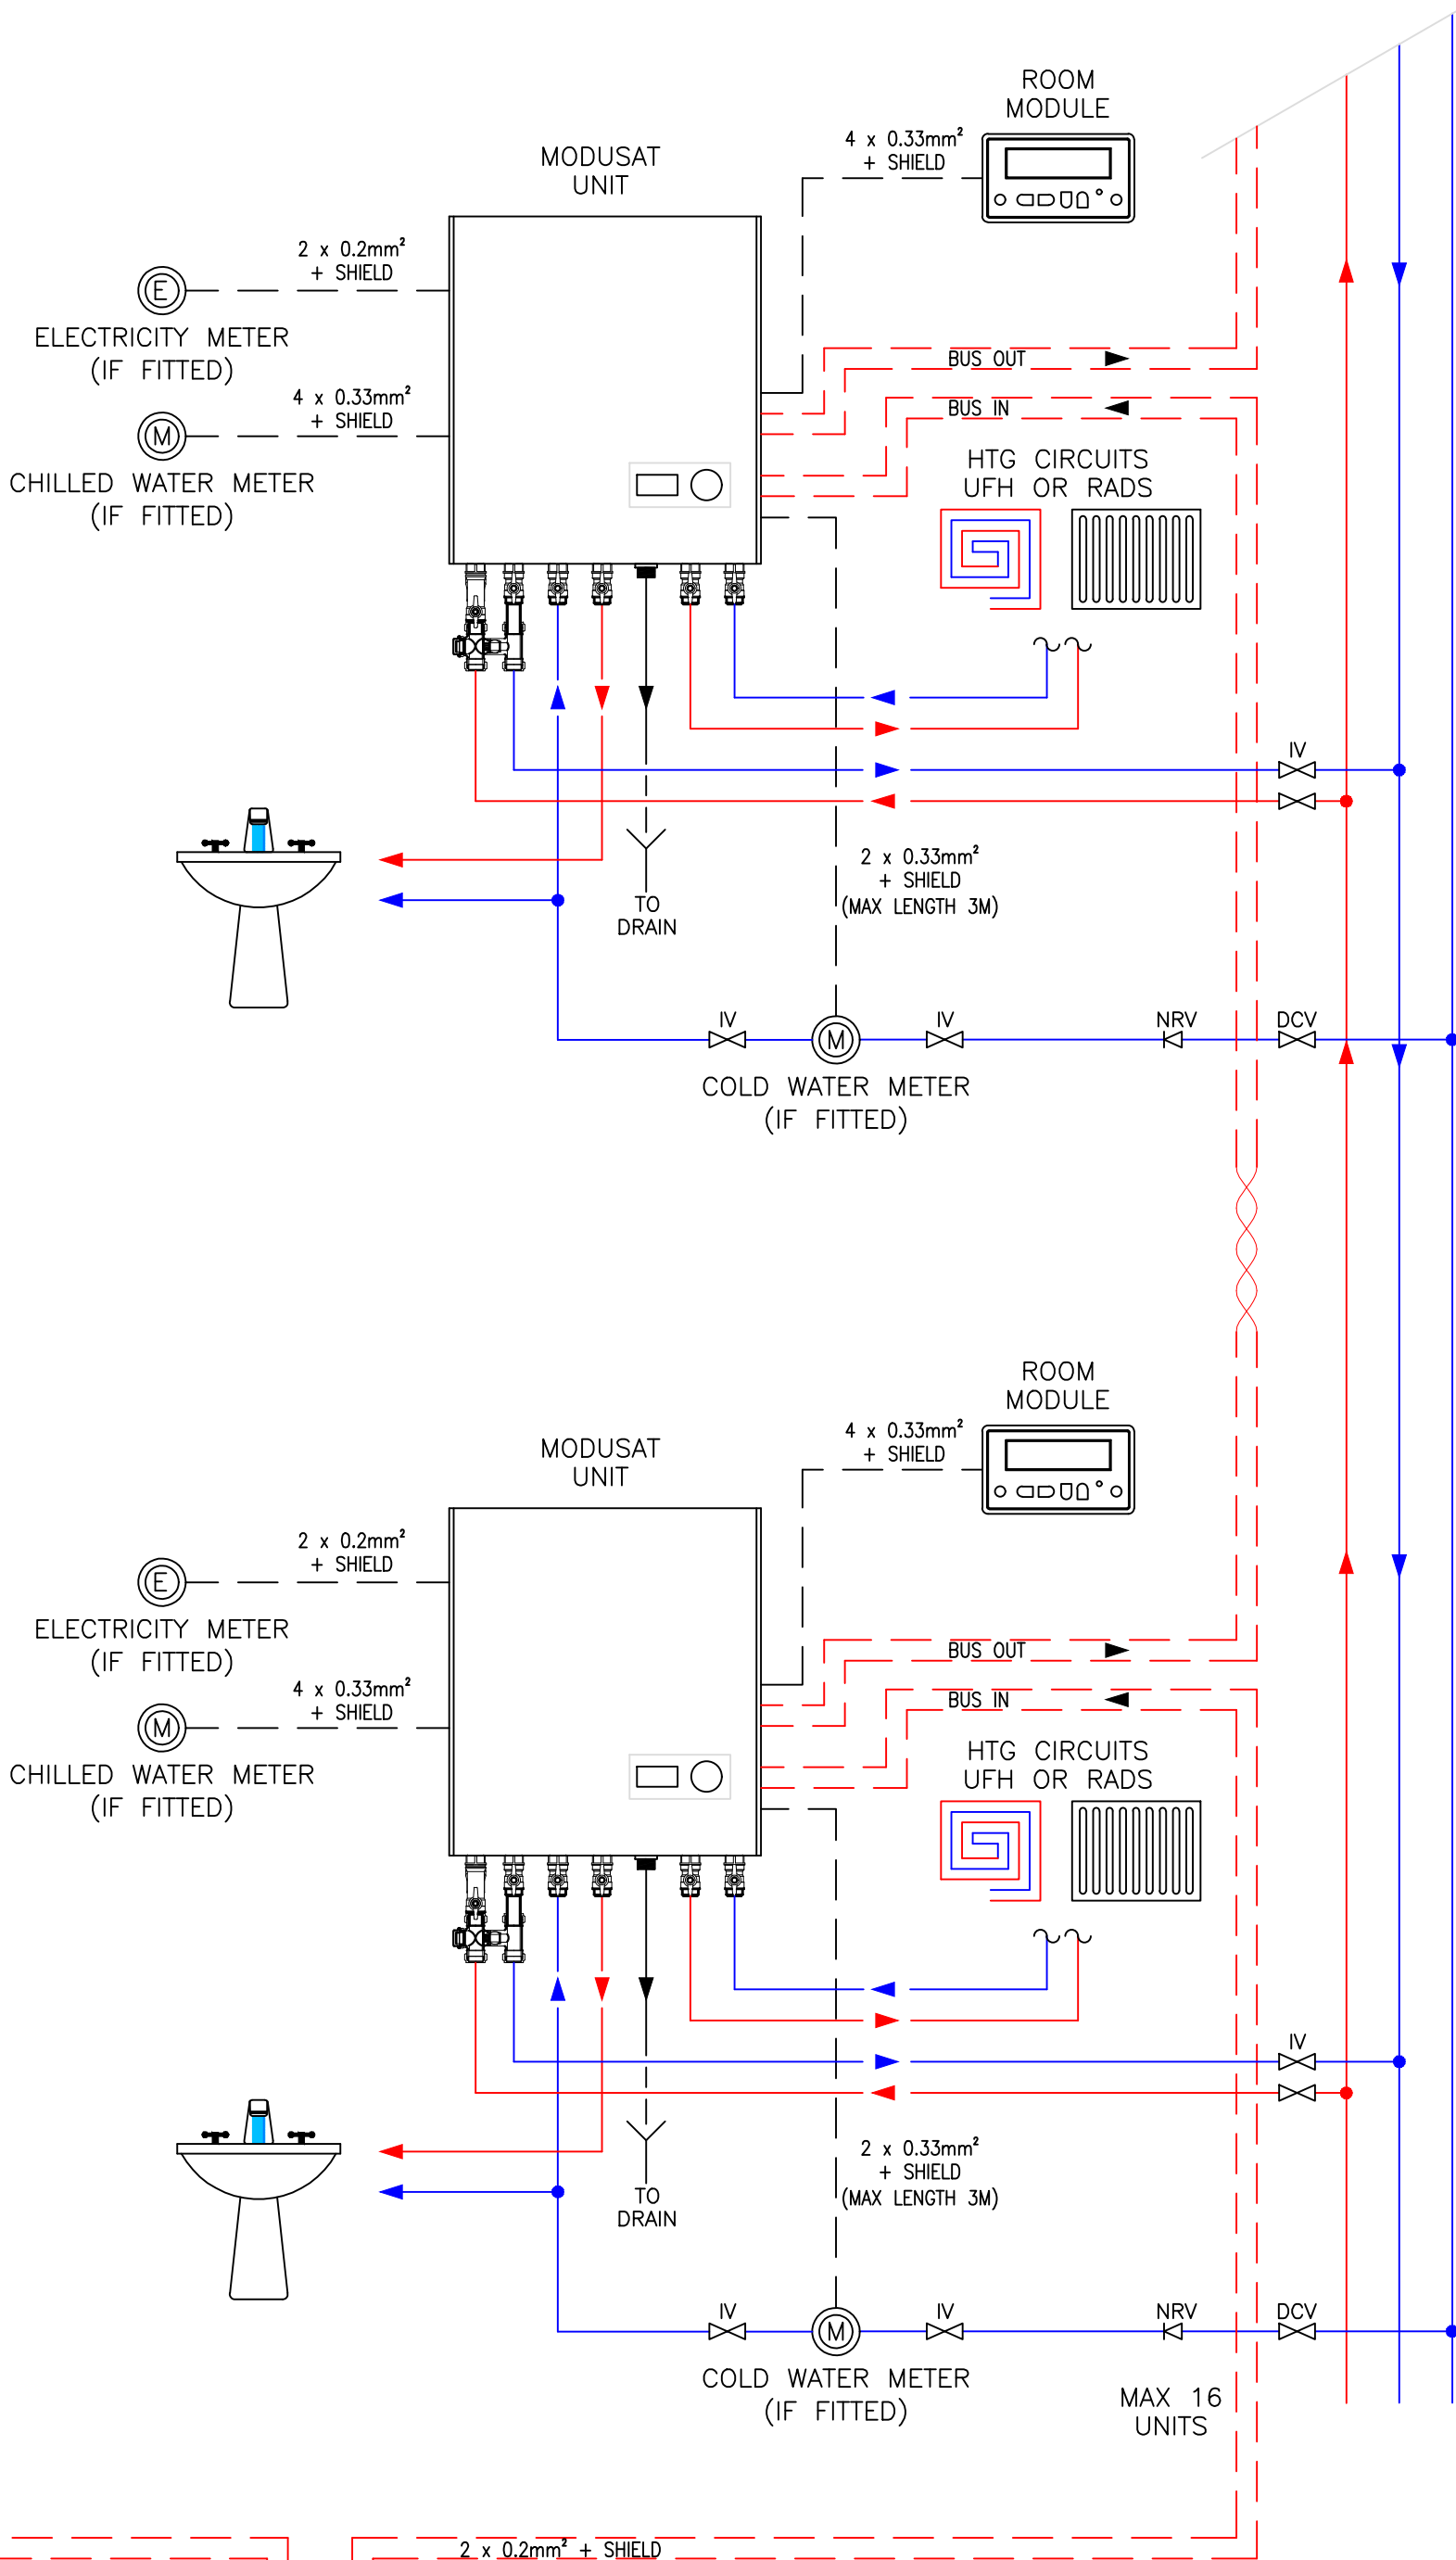 ROOM
MODULE
4 x 0.33mm²
+ SHIELD
MODUSAT
UNIT
2 x 0.2mm²
+ SHIELD
E
ELECTRICITY METER
(IF FITTED)
BUS OUT
4 x 0.33mm²
+ SHIELD
BUS IN
M
CHILLED WATER METER
(IF FITTED)
HTG CIRCUITS
UFH OR RADS
IV
2 x 0.33mm²
+ SHIELD
(MAX LENGTH 3M)
TO
DRAIN
IV
IV
NRV
DCV
M
COLD WATER METER
(IF FITTED)
ROOM
MODULE
4 x 0.33mm²
+ SHIELD
MODUSAT
UNIT
2 x 0.2mm²
+ SHIELD
E
ELECTRICITY METER
(IF FITTED)
BUS OUT
4 x 0.33mm²
+ SHIELD
BUS IN
M
CHILLED WATER METER
(IF FITTED)
HTG CIRCUITS
UFH OR RADS
IV
2 x 0.33mm²
+ SHIELD
(MAX LENGTH 3M)
TO
DRAIN
IV
IV
NRV
DCV
M
COLD WATER METER
(IF FITTED)
MAX 16
UNITS
2 x 0.2mm² + SHIELD